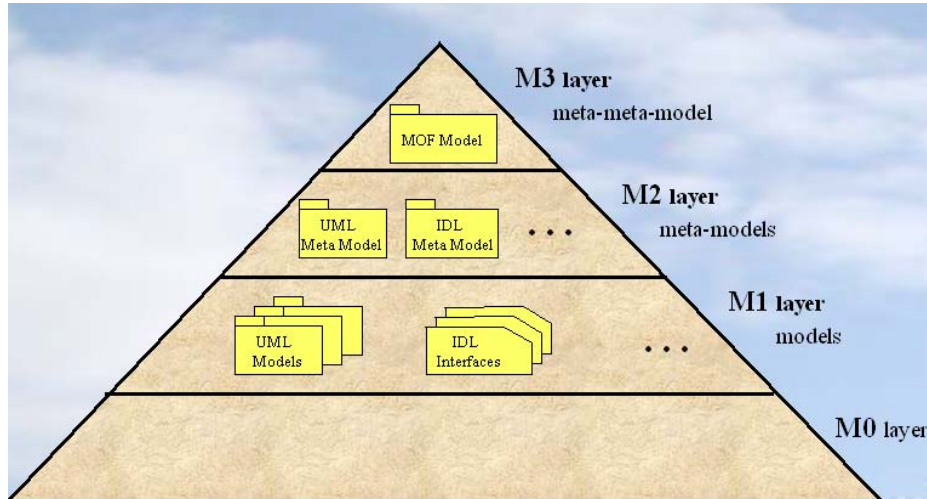 M3 layer
meta-meta-model
MOF Model
M2 layer
meta-models
UML
Meta Model
IDL
Meta Model
• • •
M1 layer
models
UML
Models
IDL
Interfaces
• • •
M0 layer